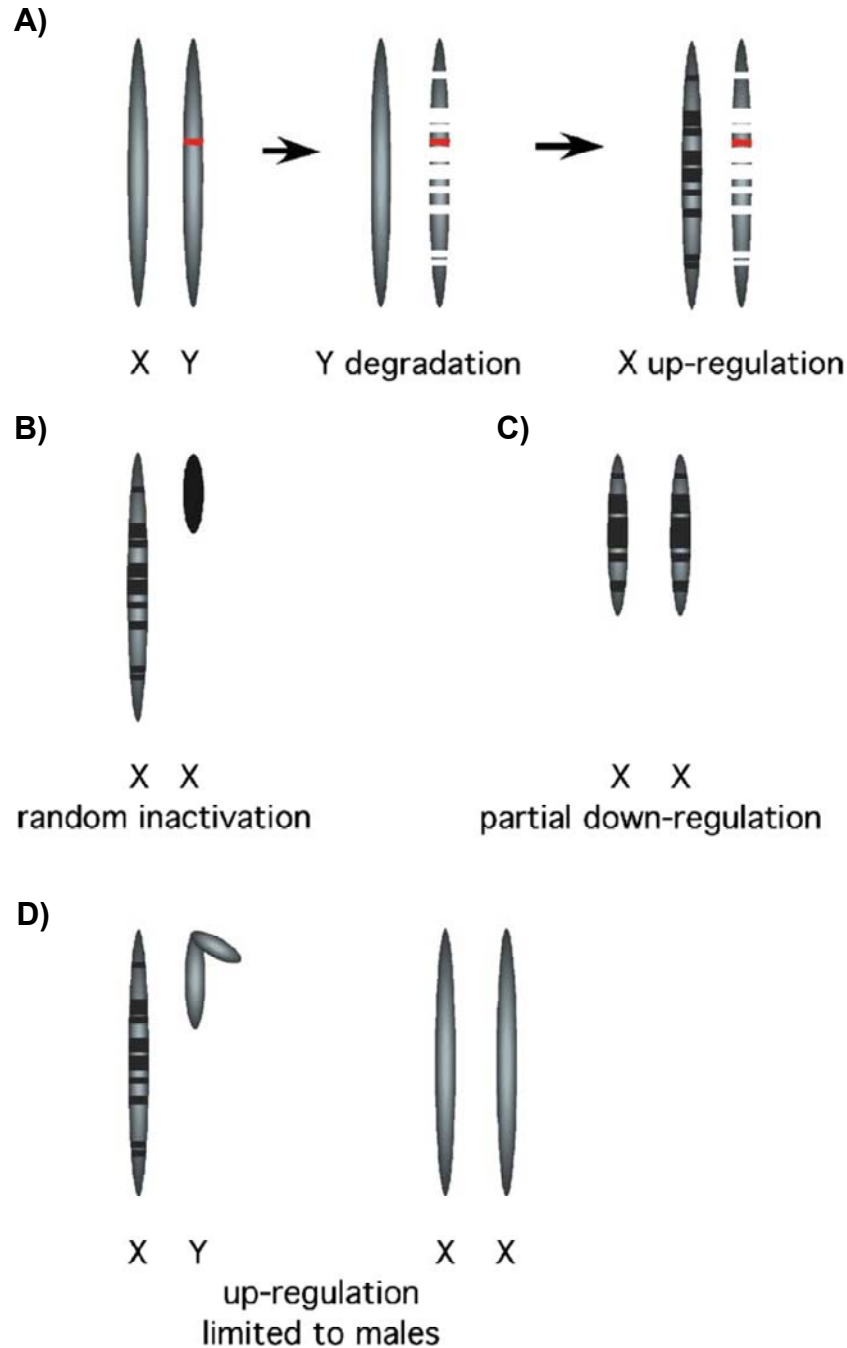 A)
X Y
Y degradation
X up-regulation
B)
C)
X X
random inactivation
X X
partial down-regulation
D)
X Y
X X
up-regulation
limited to males